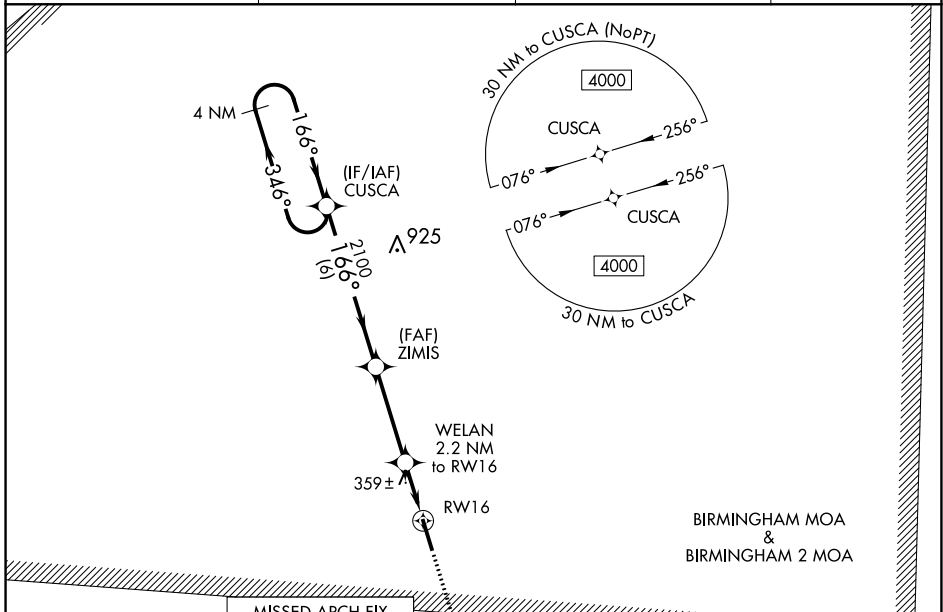 30 NM to CUSCA (NoPT)
4000
CUSCA
076°
256°
076°
256°
CUSCA
4000
30 NM to CUSCA
4 NM
166°
346°
(IF/IAF)
CUSCA
925
2100
166°
(6)
(FAF)
ZIMIS
WELAN
2.2 NM
to RW16
359±
RW16
BIRMINGHAM MOA
&
BIRMINGHAM 2 MOA
MISSED APCH FIX